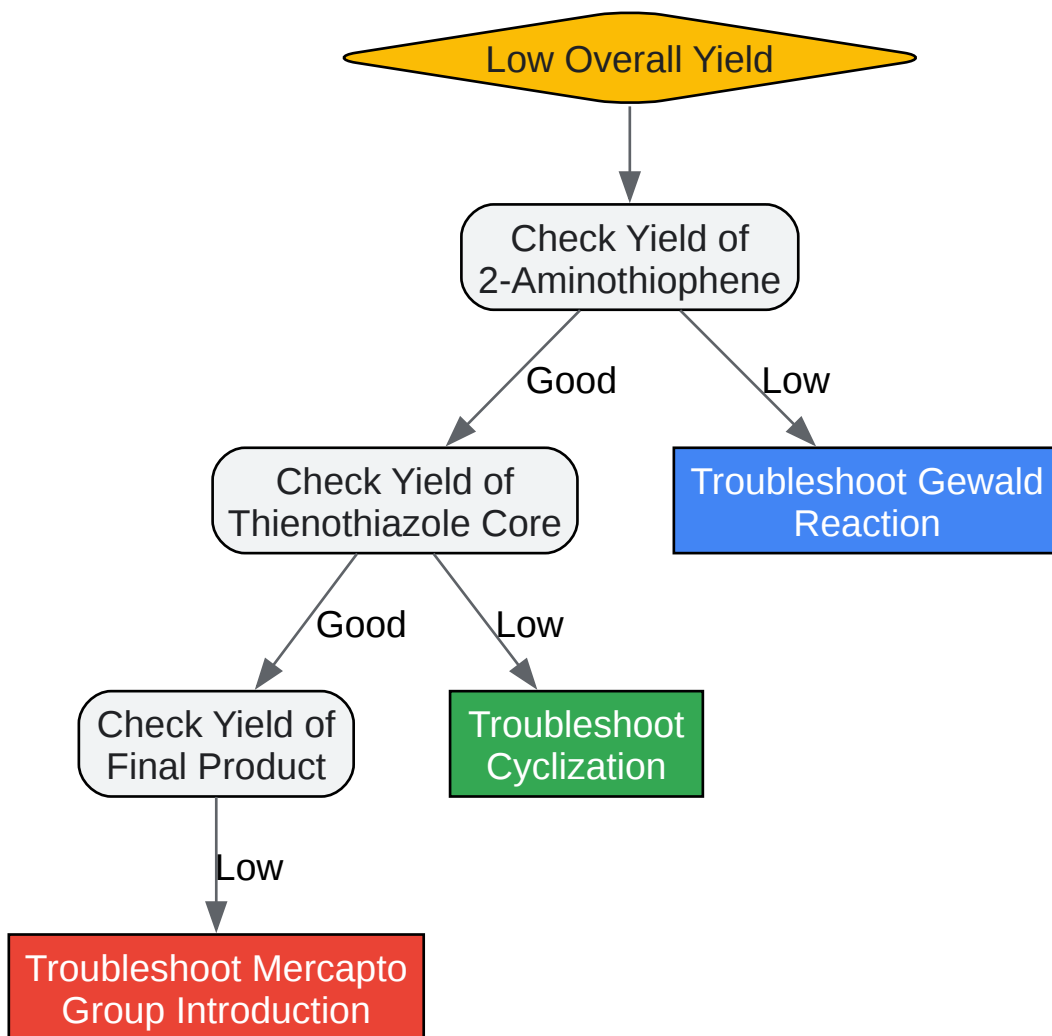 Low Overall Yield
Check Yield of
2-Aminothiophene
Good
Low
Check Yield of
Thienothiazole Core
Troubleshoot Gewald
Reaction
Good
Low
Check Yield of
Final Product
Troubleshoot
Cyclization
Low
Troubleshoot Mercapto
Group Introduction